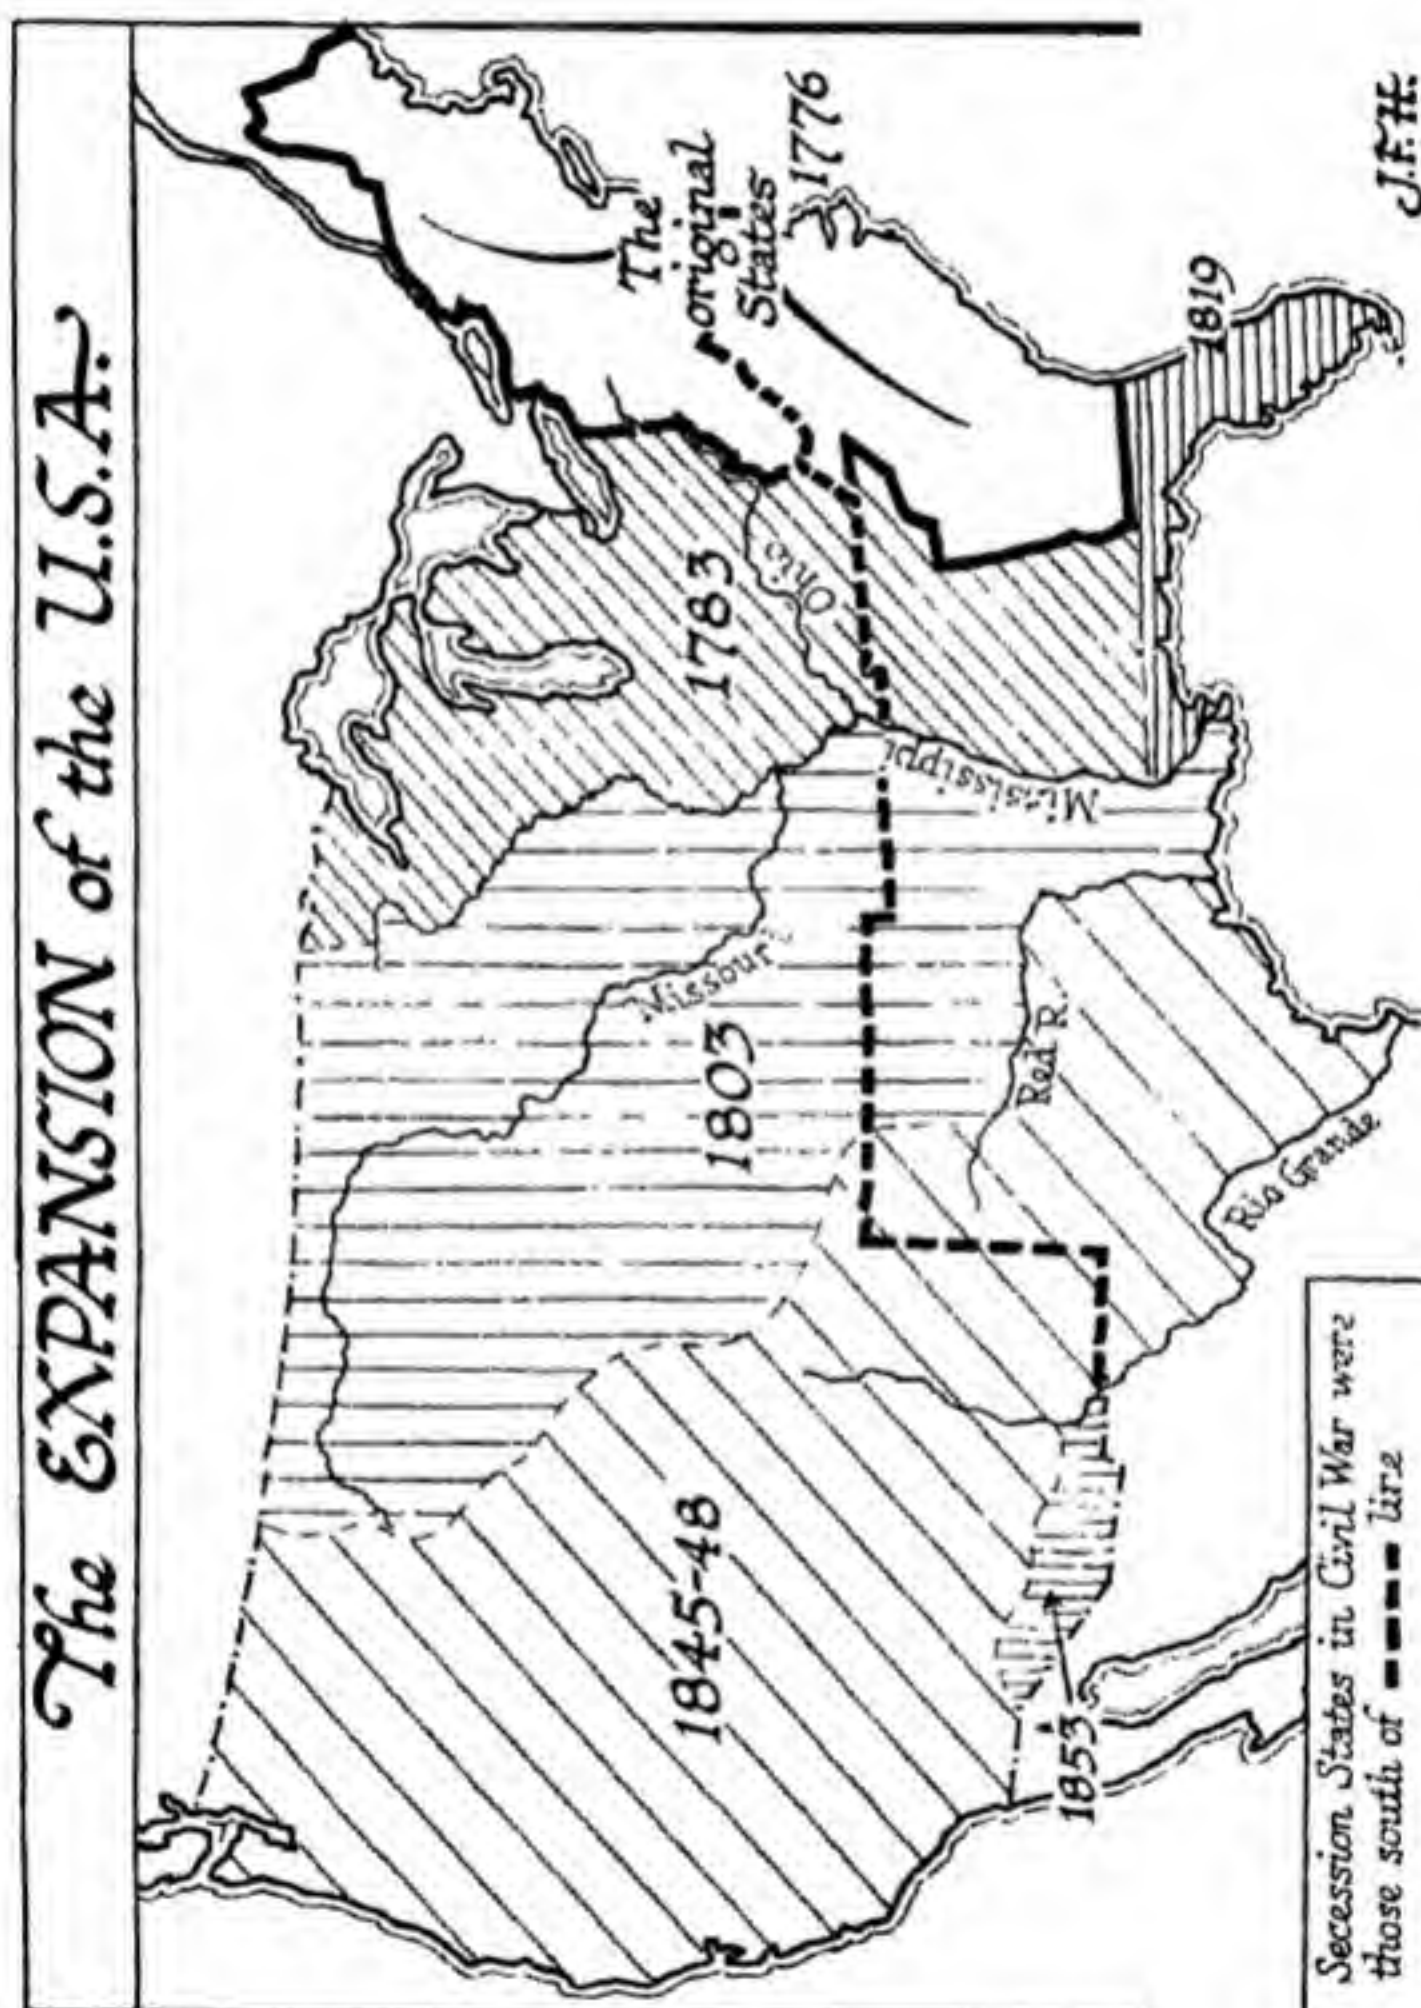 The EXPANSION of the U.S.A.
The
original
States
1776
1783
Ohio
Mississippi
Missour
1803
Red R.
1845-48
Rio Grande
1853
1819
Secession States in Civil War were
those south of line
J.F.H.